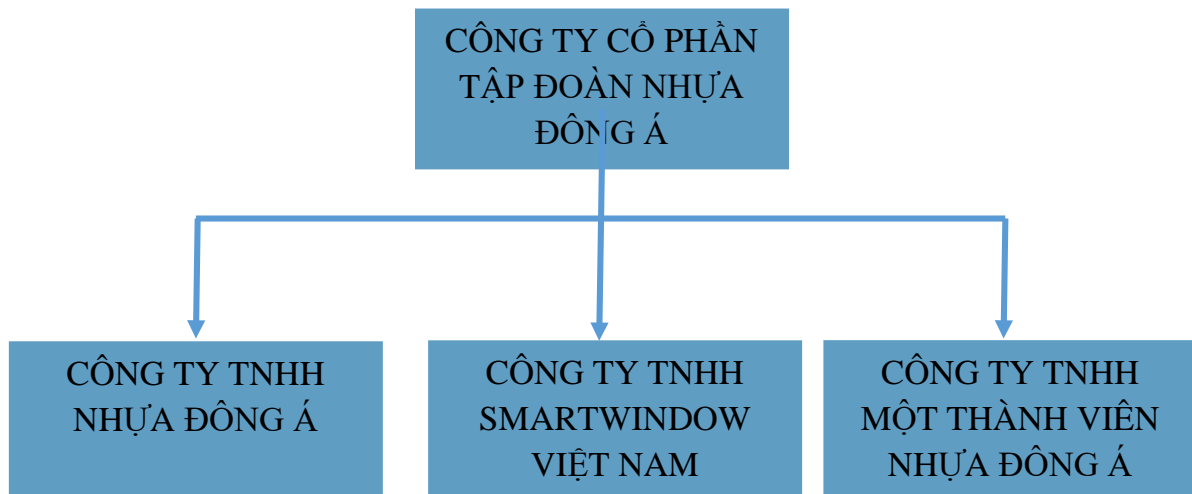 CÔNG TY CỔ PHẦN
TẬP ĐOÀN NHỰA
ĐÔNG Á
CÔNG TY TNHH
NHỰA ĐÔNG Á
CÔNG TY TNHH
SMARTWINDOW
VIỆT NAM
CÔNG TY TNHH
MỘT THÀNH VIÊN
NHỰA ĐÔNG Á